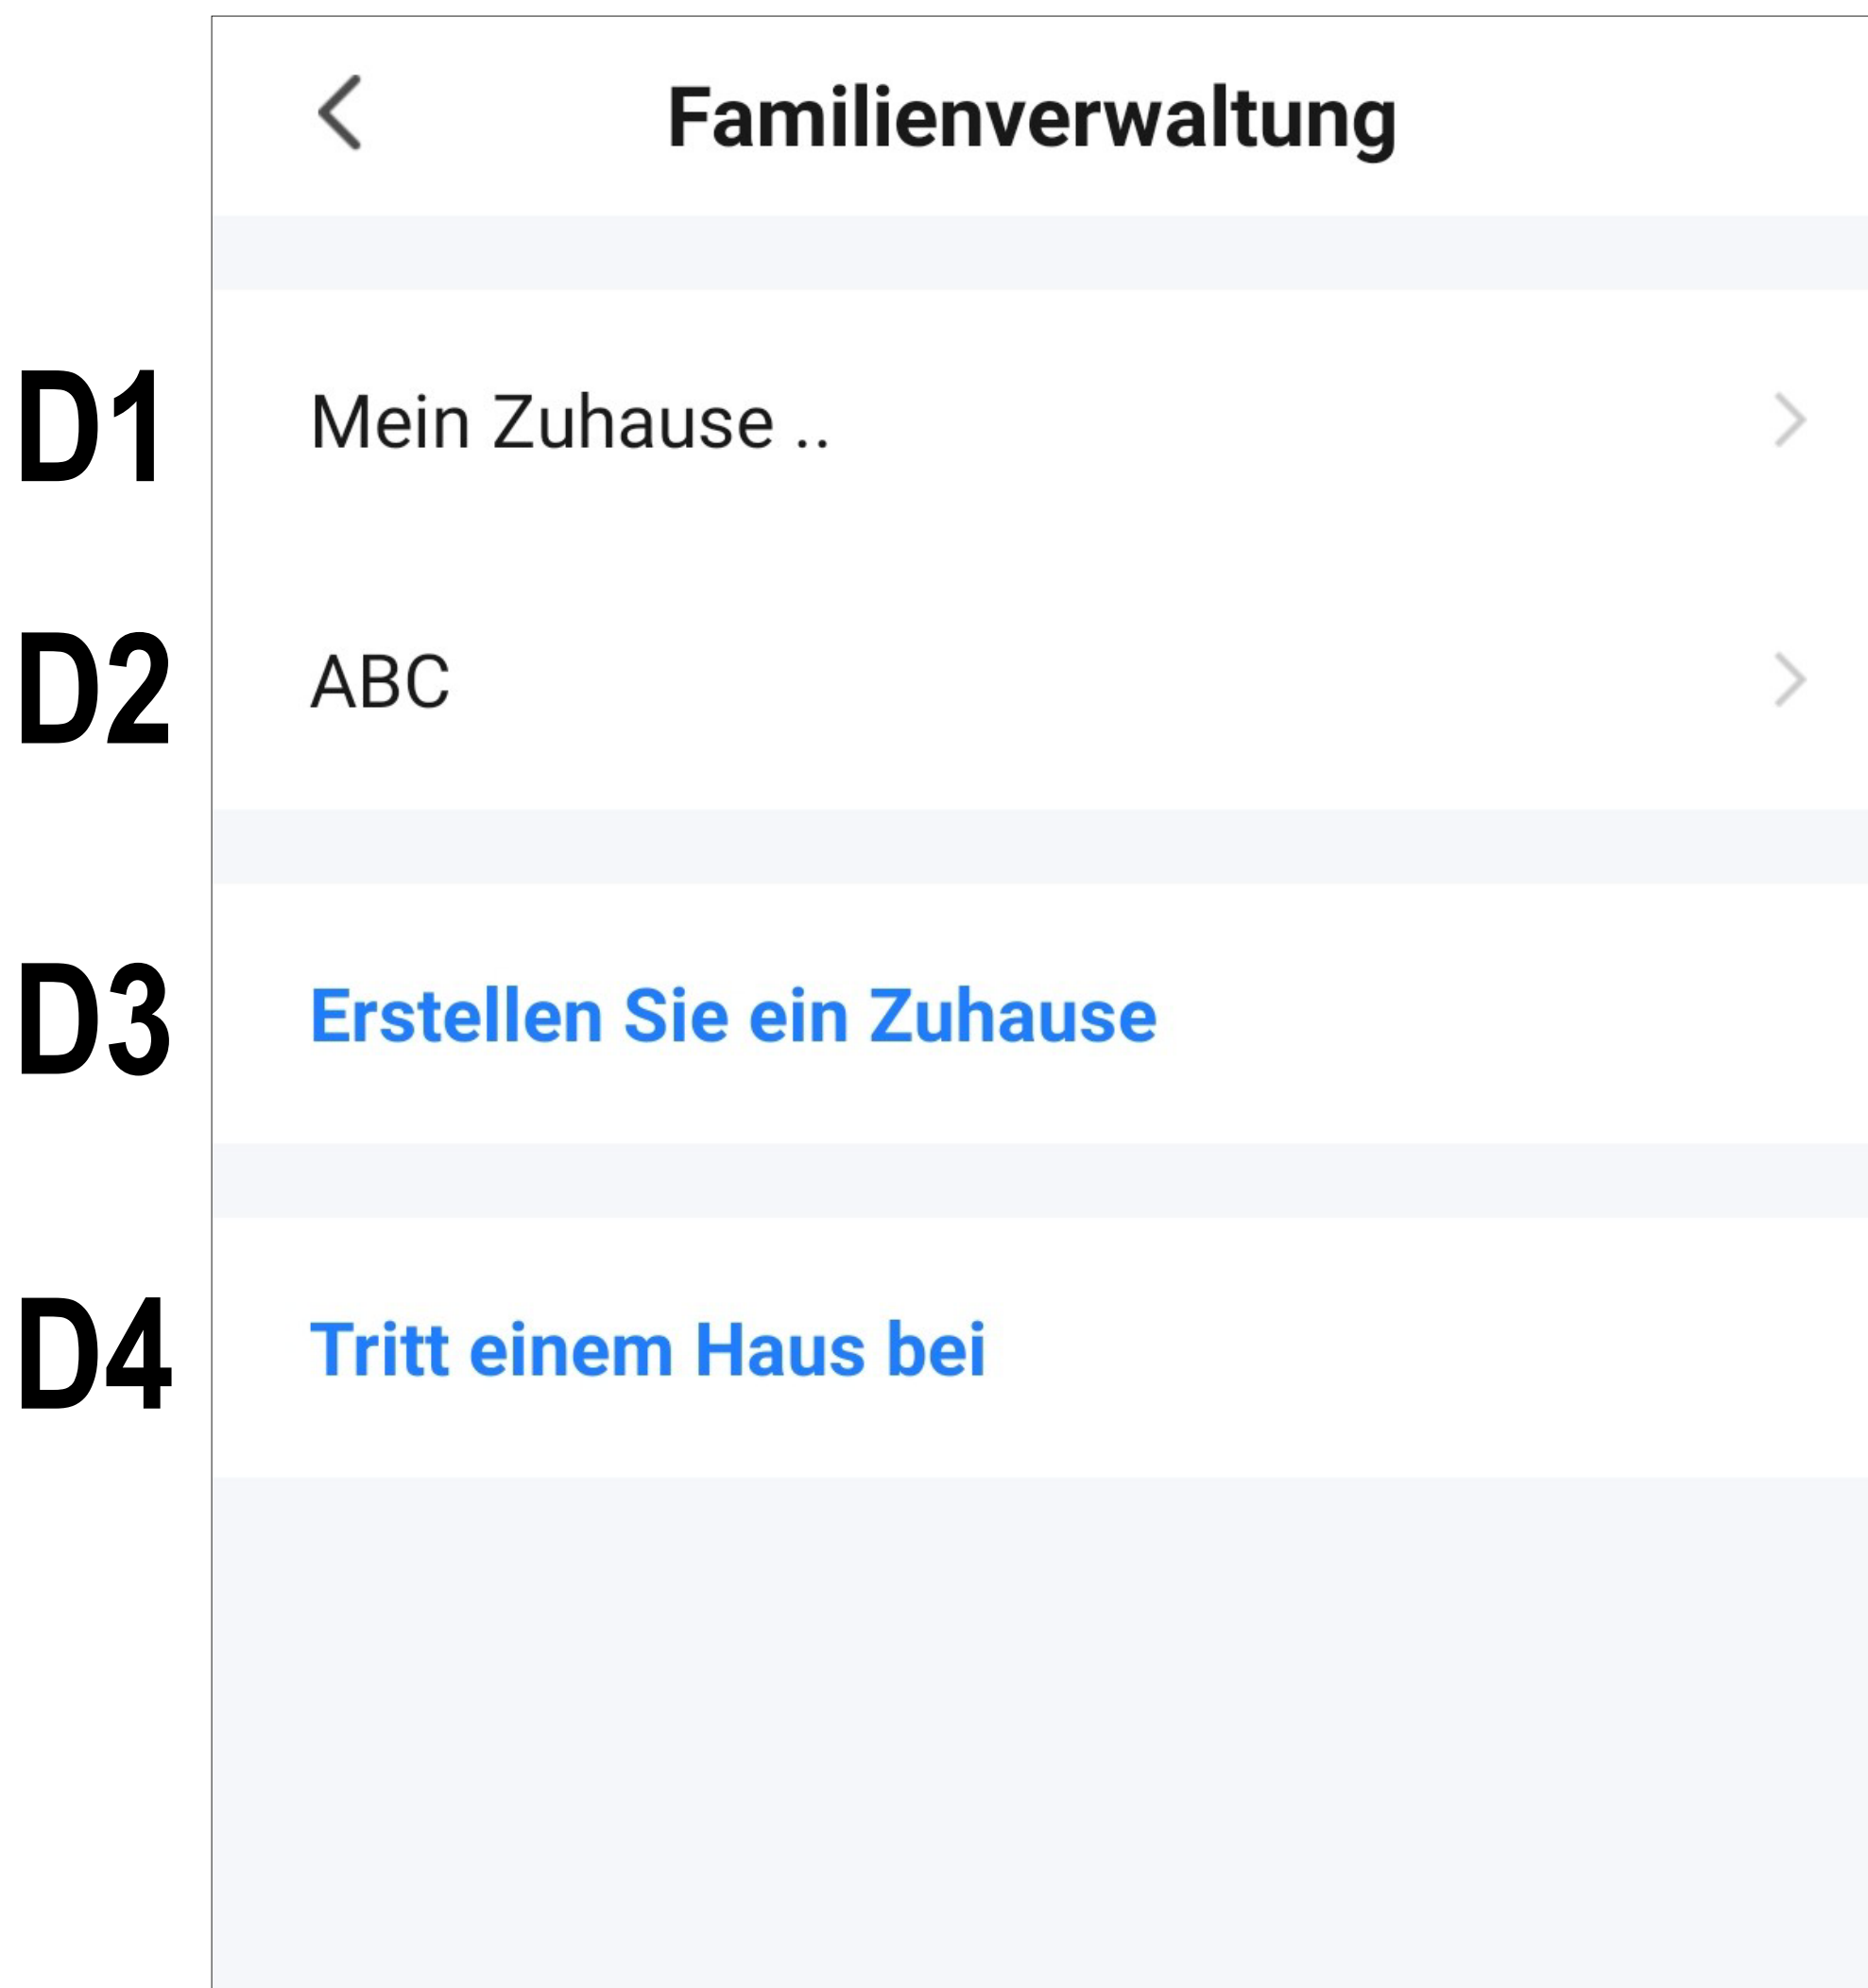 Familienverwaltung
D1 Mein Zuhause ..
D2 ABC
D3 Erstellen Sie ein Zuhause
D4 Tritt einem Haus bei